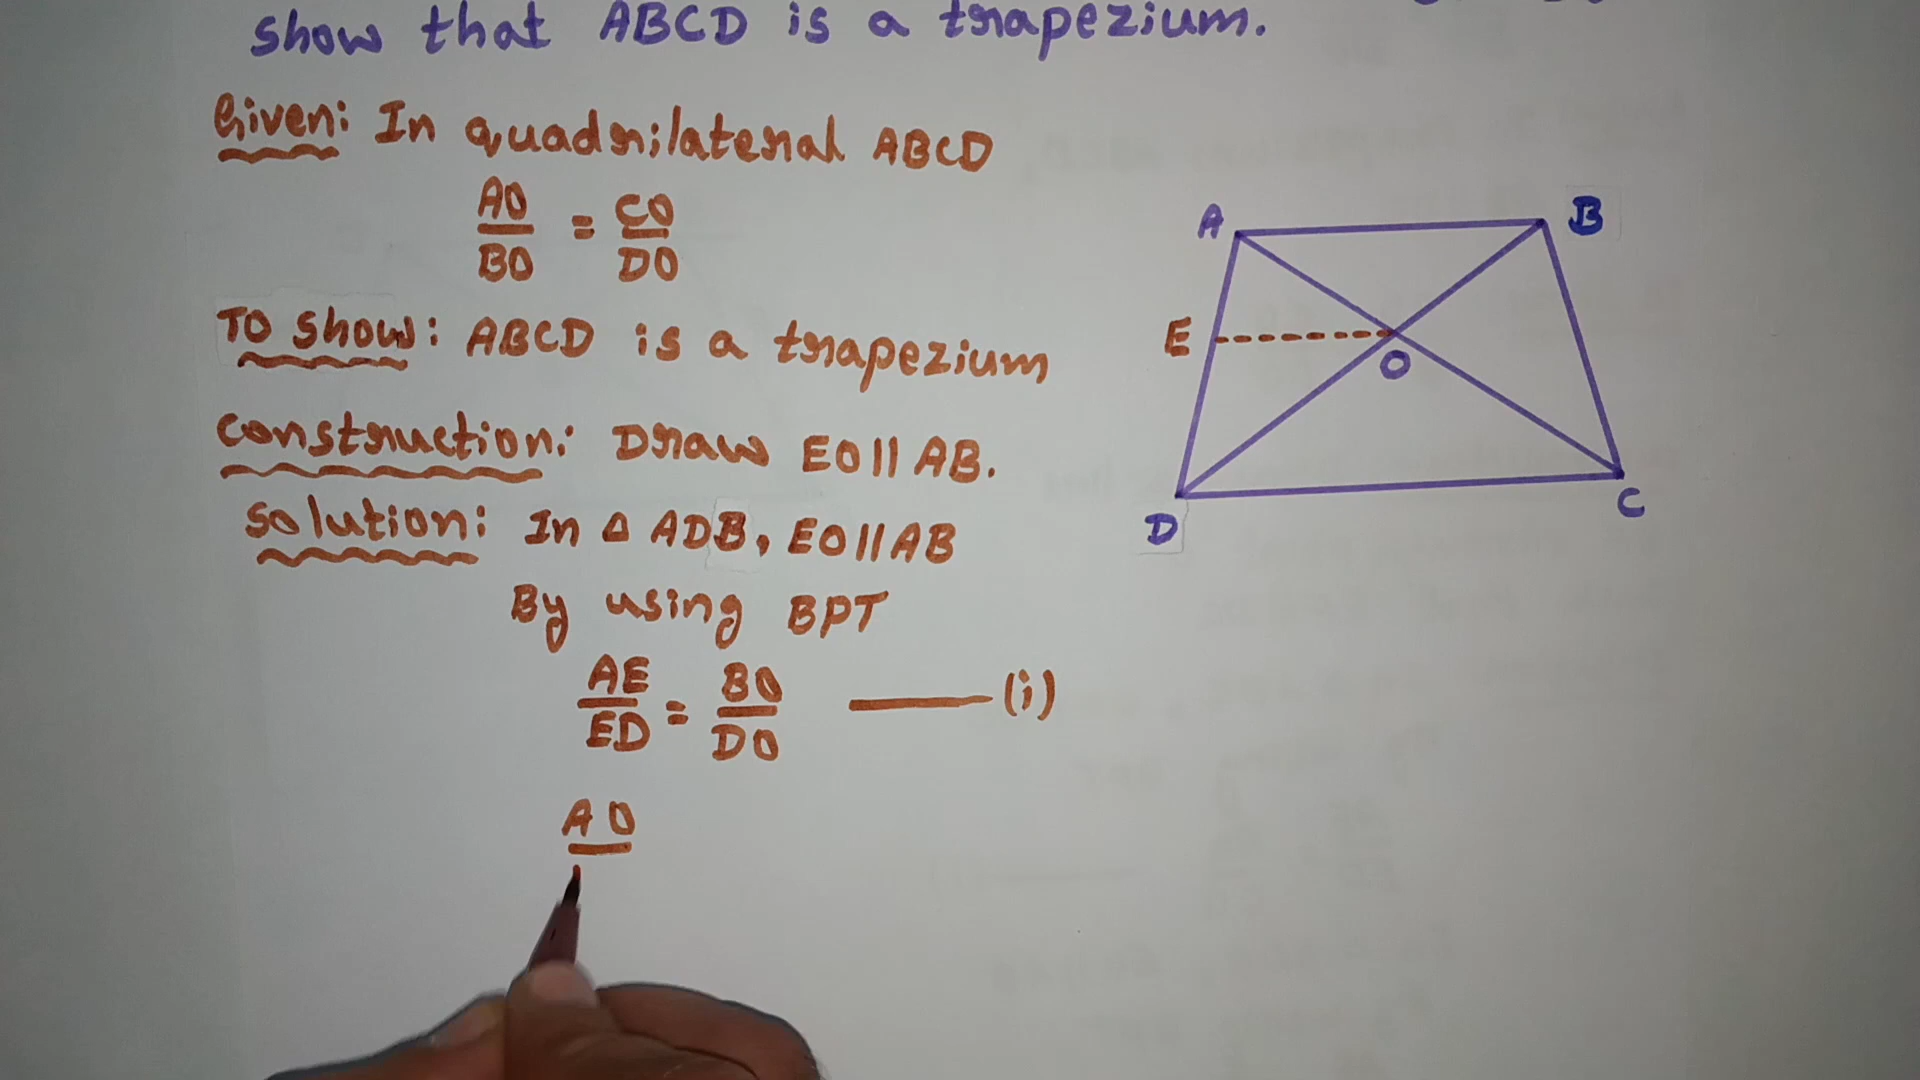 show that ABCD is a trapezium.
Given: In quadrilateral ABCD
AO/BO = CO/DO
TO show: ABCD is a trapezium
Construction: Draw EO || AB.
Solution: In △ ADB, EO || AB
By using BPT
AE/ED = BO/DO —— (i)
AO
A
B
E
O
D
C